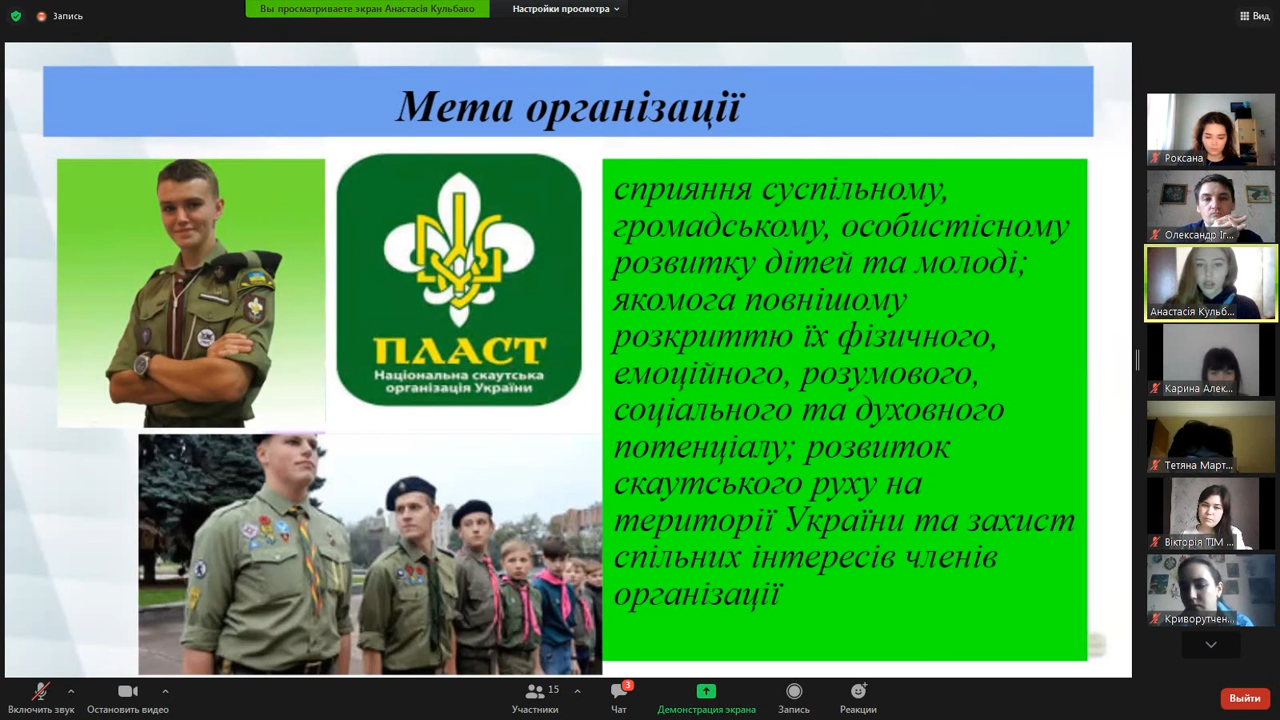 Запись
Вы просматриваете экран Анастасія Кульбако
Настройки просмотра
Вид
Мета організації
ПЛАСТ
Національна скаутська
організація України
сприяння суспільному,
громадському, особистісному
розвитку дітей та молоді;
якомога повнішому
розкриттю їх фізичного,
емоційного, розумового,
соціального та духовного
потенціалу; розвиток
скаутського руху на
території України та захист
спільних інтересів членів
організації
Роксана
Олександр Іг...
Анастасія Кульб...
Карина Алек...
Тетяна Март...
Вікторія ТІМ ...
Криворутчен...
Включить звук
Остановить видео
15
Участники
3
Чат
Демонстрация экрана
Запись
Реакции
Выйти